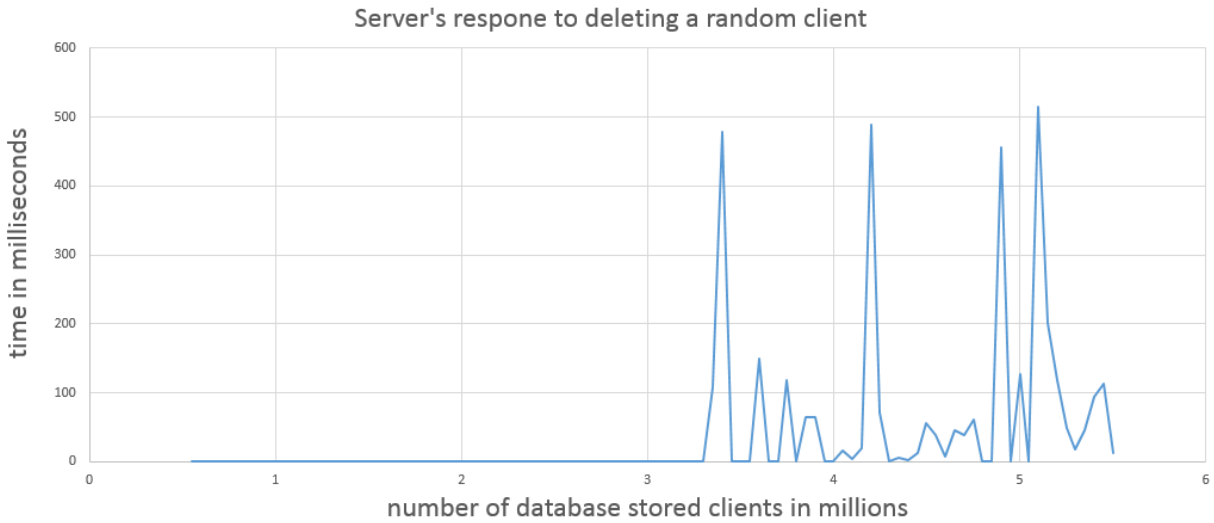 Server's respone to deleting a random client
600
500
400
300
200
100
0
0 1 2 3 4 5 6
time in milliseconds
number of database stored clients in millions